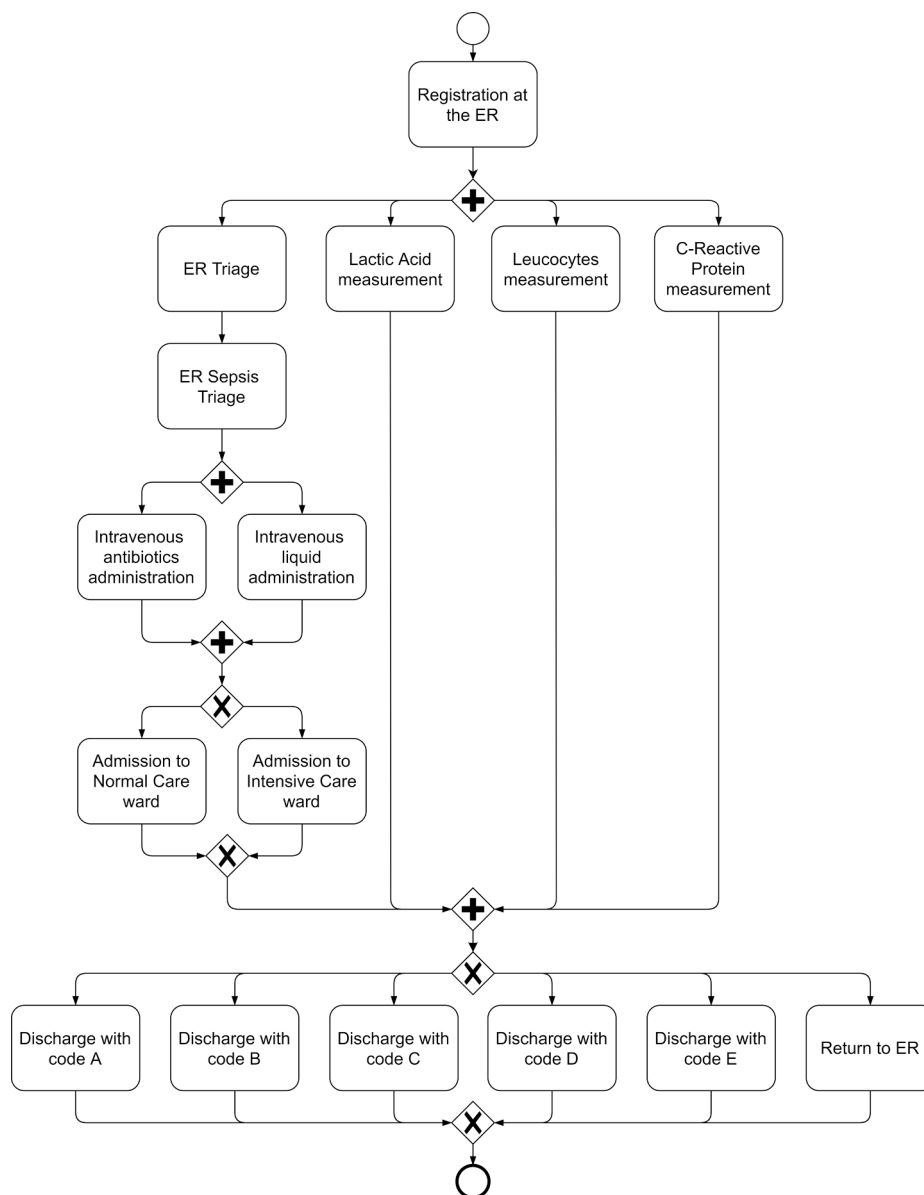 Registration at
the ER
ER Triage
Lactic Acid
measurement
Leucocytes
measurement
C-Reactive
Protein
measurement
ER Sepsis
Triage
Intravenous
antibiotics
administration
Intravenous
liquid
administration
Admission to
Normal Care
ward
Admission to
Intensive Care
ward
Discharge with
code A
Discharge with
code B
Discharge with
code C
Discharge with
code D
Discharge with
code E
Return to ER